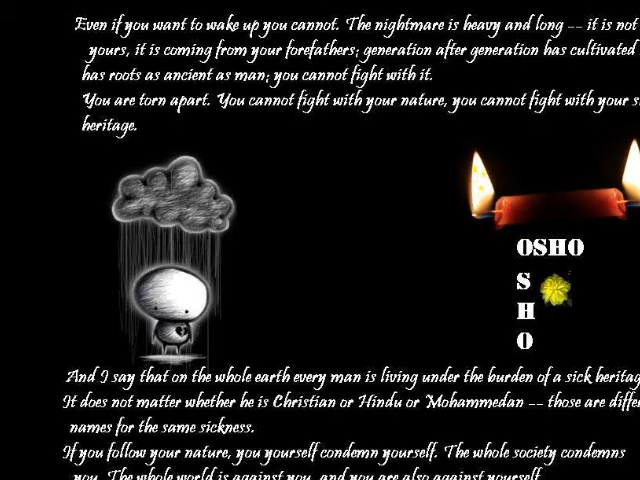 Even if you want to wake up you cannot. The nightmare is heavy and long -- it is not
yours, it is coming from your forefathers; generation after generation has cultivated
has roots as ancient as man; you cannot fight with it.
You are torn apart. You cannot fight with your nature, you cannot fight with your
heritage.
OSHO
S
H
O
And I say that on the whole earth every man is living under the burden of a sick
It does not matter whether he is Christian or Hindu or Mohammedan -- those are
names for the same sickness.
If you follow your nature, you yourself condemn yourself. The whole society condemns
you. The whole world is against you, and you are also against yourself.